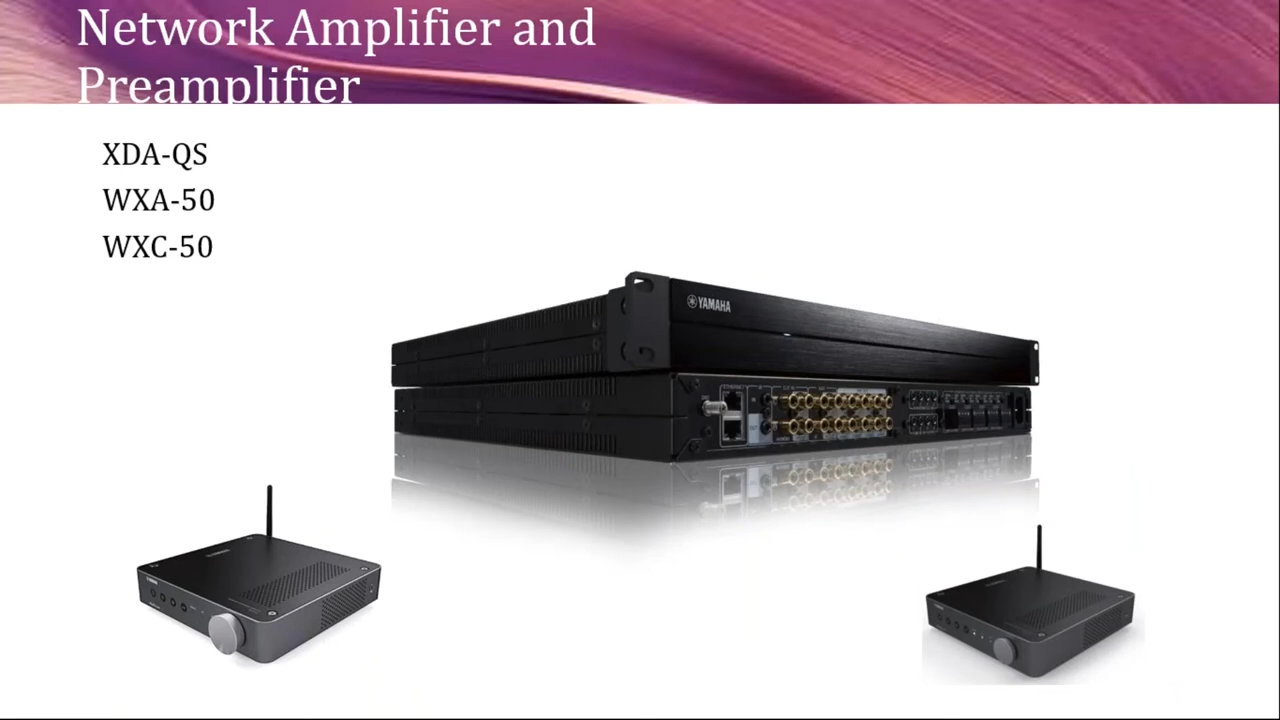 Network Amplifier and
Preamplifier
XDA-QS
WXA-50
WXC-50
YAMAHA